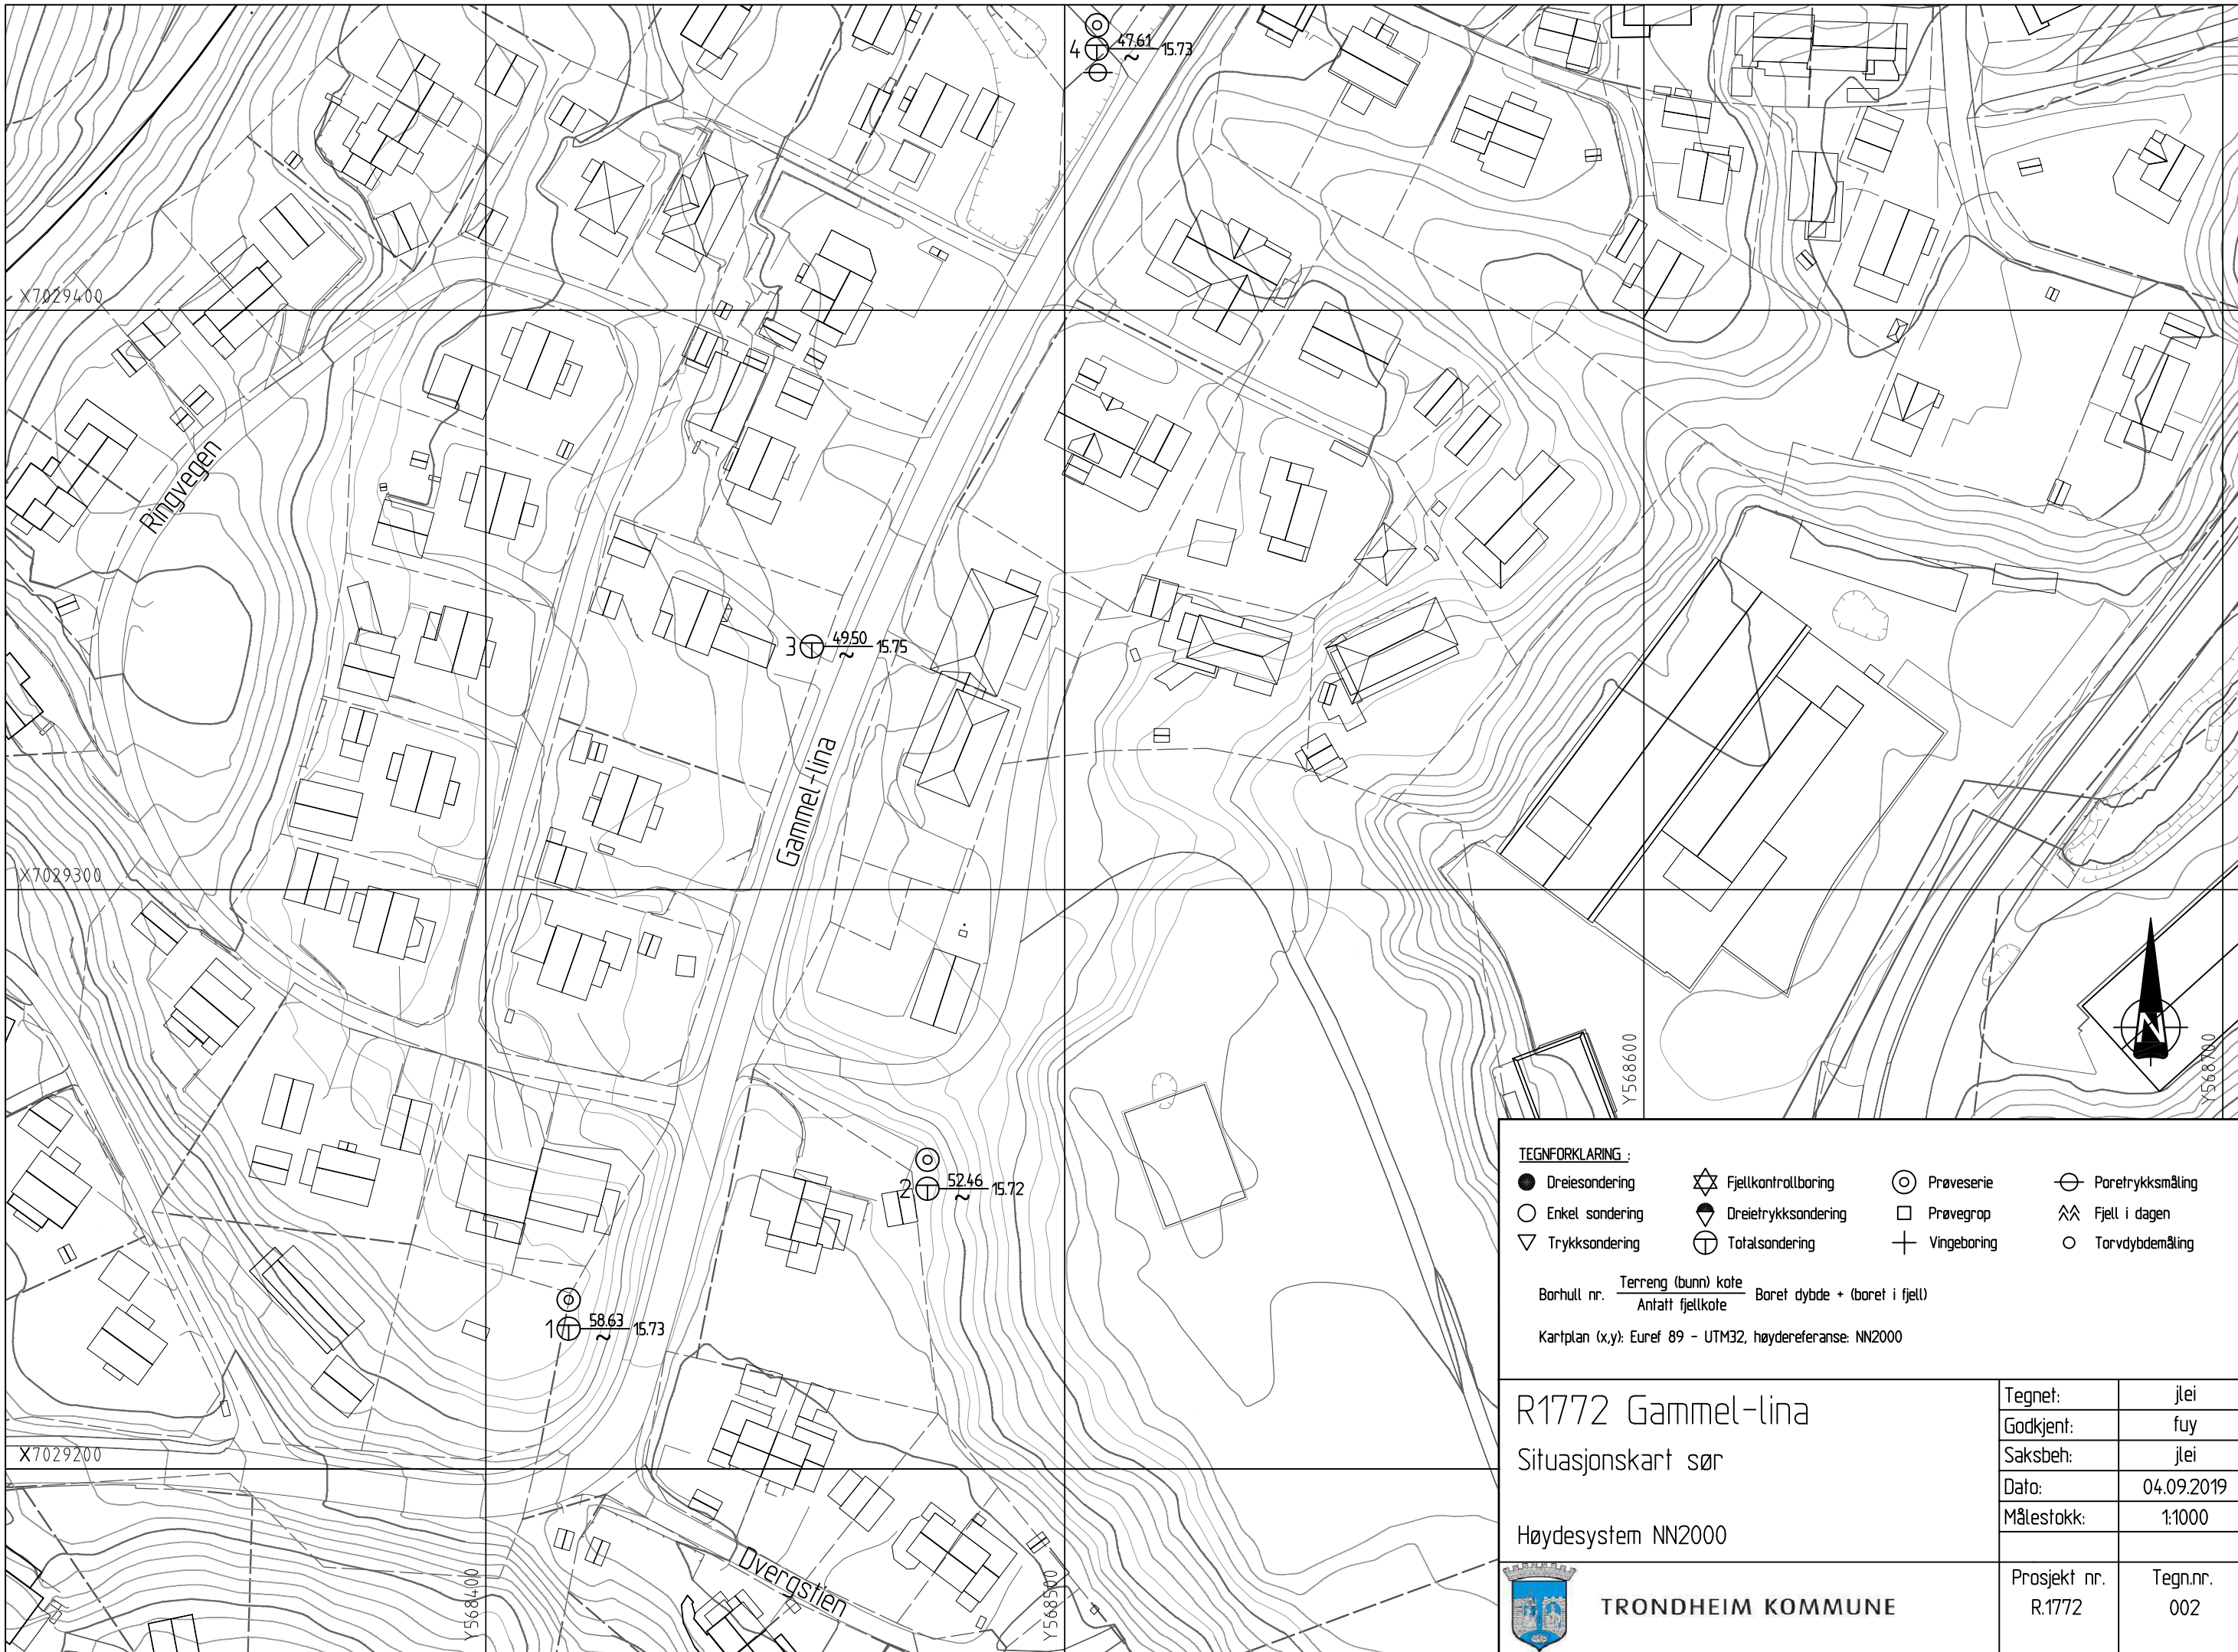 4 47.61 ~ 15.73
X7029400
Ringvegen
3 49.50 ~ 15.75
Gammel-lina
X7029300
N
Y568600
Y568700
2 52.46 ~ 15.72
1 58.63 ~ 15.73
X7029200
Y568400
Y568500
Dvergstien
TEGNFORKLARING :
Dreiesondering Fjellkontrollboring Prøveserie Poretrykksmåling
Enkel sondering Dreietrykksondering Prøvegrop Fjell i dagen
Trykksondering Totalsondering Vingeboring Torvdybdemåling
Terreng (bunn) kote
Borhull nr. Boret dybde + (boret i fjell)
Antatt fjellkote
Kartplan (x,y): Euref 89 - UTM32, høydereferanse: NN2000
R1772 Gammel-lina
Situasjonskart sør
Høydesystem NN2000
Tegnet: jlei
Godkjent: fuy
Saksbeh: jlei
Dato: 04.09.2019
Målestokk: 1:1000
TRONDHEIM KOMMUNE
Prosjekt nr. Tegn.nr.
R.1772 002